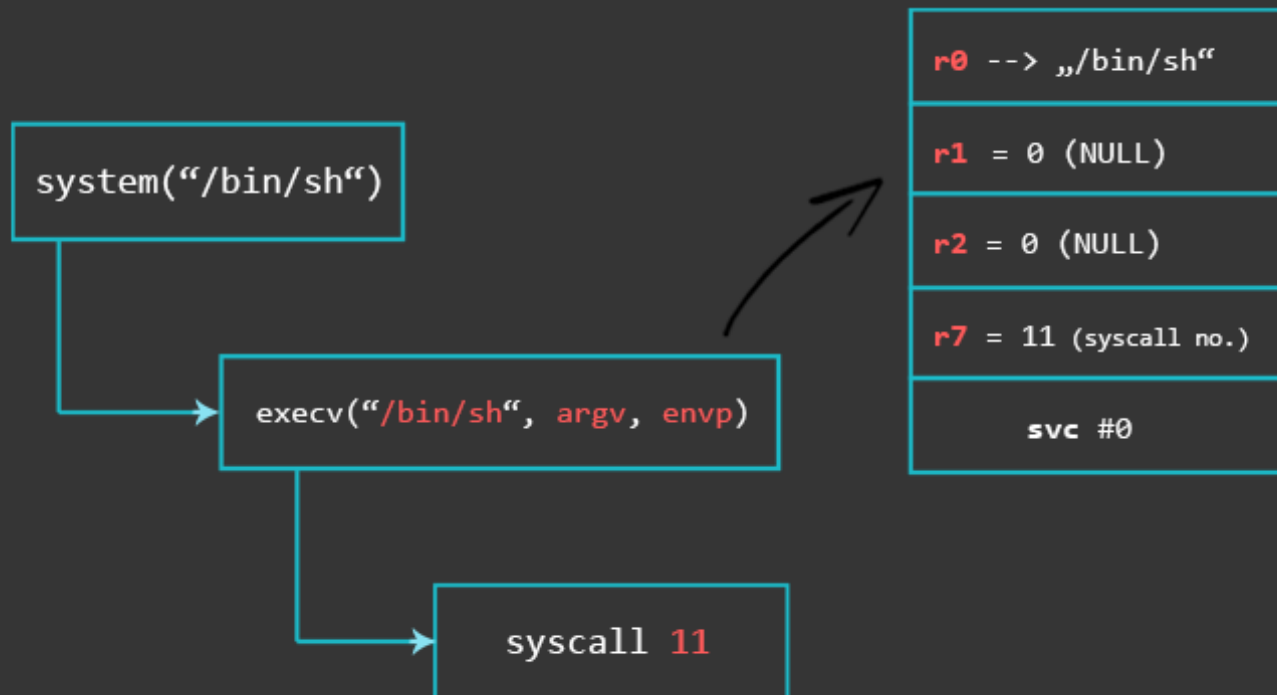 system(“/bin/sh“)
execv(“/bin/sh“, argv, envp)
syscall 11
r0 --> „/bin/sh“
r1 = 0 (NULL)
r2 = 0 (NULL)
r7 = 11 (syscall no.)
svc #0